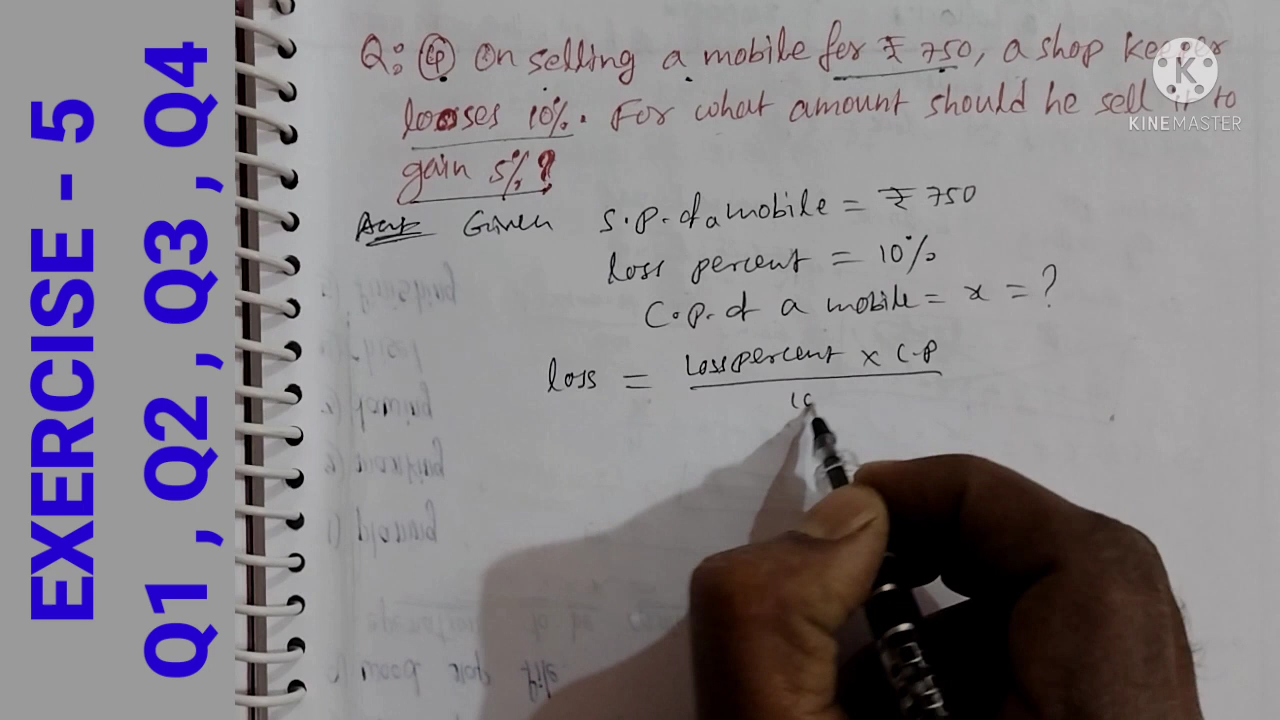 EXERCISE - 5
Q1 , Q2 , Q3 , Q4
Q: ④ On selling a mobile for ₹ 750, a shop keeper
looses 10%. For what amount should he sell it to
gain 5%?
K
KINEMASTER
Ans Given S.P. of a mobile = ₹ 750
loss percent = 10%
C.P. of a mobile = x = ?
loss = Loss percent x C.P
10